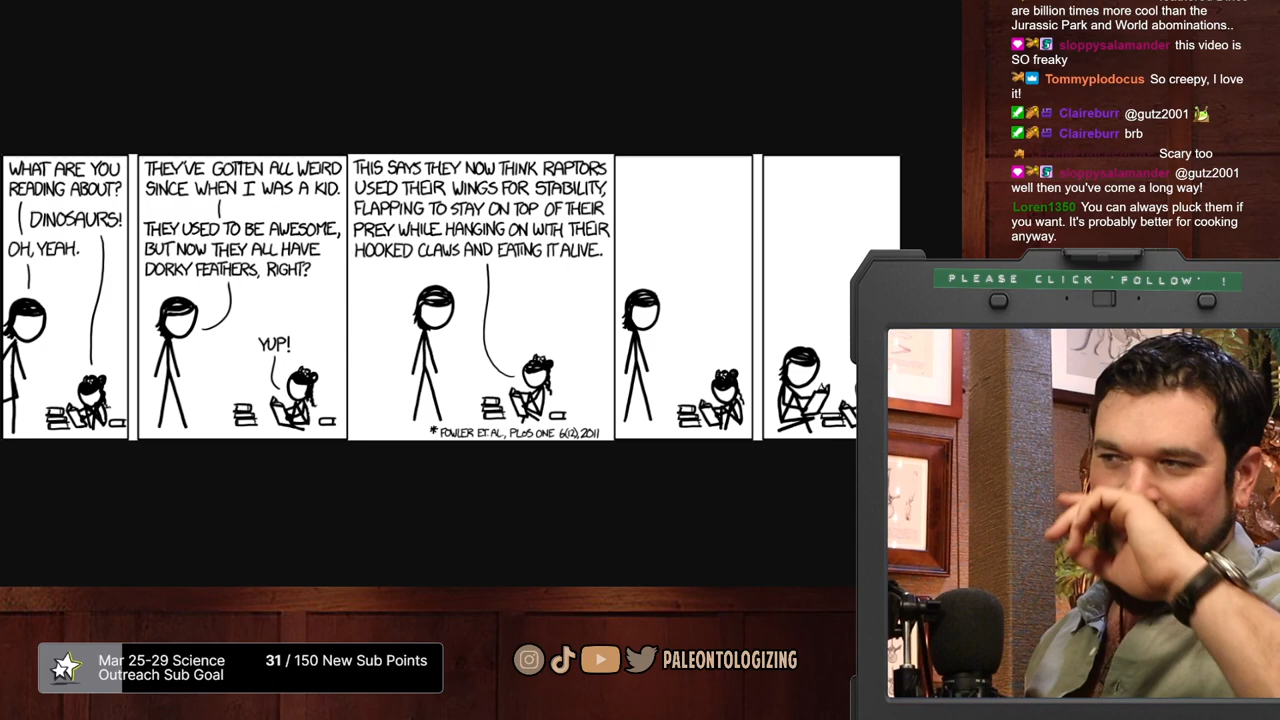 WHAT ARE YOU
READING ABOUT?
DINOSAURS!
OH, YEAH.
THEY'VE GOTTEN ALL WEIRD
SINCE WHEN I WAS A KID.
THEY USED TO BE AWESOME,
BUT NOW THEY ALL HAVE
DORKY FEATHERS, RIGHT?
YUP!
THIS SAYS THEY NOW THINK RAPTORS
USED THEIR WINGS FOR STABILITY,
FLAPPING TO STAY ON TOP OF THEIR
PREY WHILE HANGING ON WITH THEIR
HOOKED CLAWS AND EATING IT ALIVE.
* FOWLER ET. AL., PLOS ONE 6(12), 2011
are billion times more cool than the
Jurassic Park and World abominations..
sloppysalamander this video is
SO freaky
Tommyplodocus So creepy, I love
it!
Claireburr @gutz2001
Claireburr brb
Scary too
sloppysalamander @gutz2001
well then you've come a long way!
Loren1350 You can always pluck them if
you want. It's probably better for cooking
anyway.
PLEASE CLICK 'FOLLOW' !
Mar 25-29 Science
Outreach Sub Goal
31 / 150 New Sub Points
PALEONTOLOGIZING